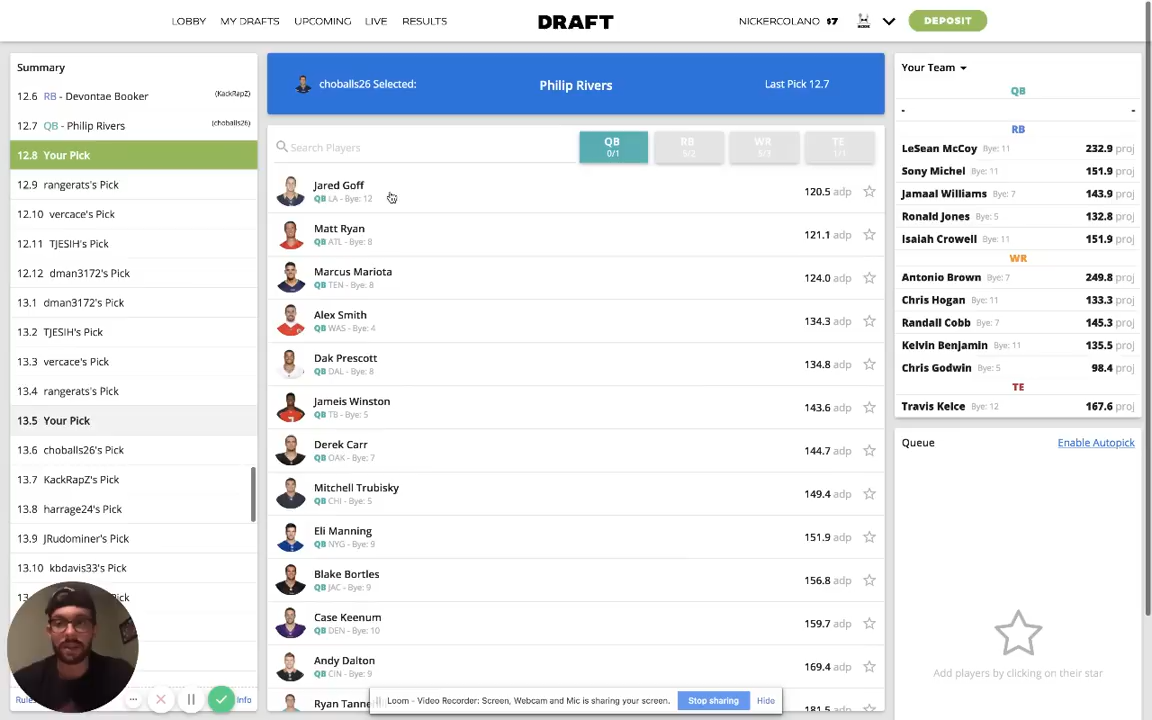 LOBBY MY DRAFTS UPCOMING LIVE RESULTS DRAFT NICKERCOLANO $7 DEPOSIT
Summary
12.6 RB - Devontae Booker (KackRapZ)
12.7 QB - Philip Rivers (choballs26)
12.8 Your Pick
12.9 rangerats's Pick
12.10 vercace's Pick
12.11 TJESIH's Pick
12.12 dman3172's Pick
13.1 dman3172's Pick
13.2 TJESIH's Pick
13.3 vercace's Pick
13.4 rangerats's Pick
13.5 Your Pick
13.6 choballs26's Pick
13.7 KackRapZ's Pick
13.8 harrage24's Pick
13.9 JRudominer's Pick
13.10 kbdavis33's Pick
Info
choballs26 Selected: Philip Rivers Last Pick 12.7
Search Players
QB 0/1
RB 5/2
WR 5/3
TE 1/1
Jared Goff
QB LA - Bye: 12
120.5 adp
Matt Ryan
QB ATL - Bye: 8
121.1 adp
Marcus Mariota
QB TEN - Bye: 8
124.0 adp
Alex Smith
QB WAS - Bye: 4
134.3 adp
Dak Prescott
QB DAL - Bye: 8
134.8 adp
Jameis Winston
QB TB - Bye: 5
143.6 adp
Derek Carr
QB OAK - Bye: 7
144.7 adp
Mitchell Trubisky
QB CHI - Bye: 5
149.4 adp
Eli Manning
QB NYG - Bye: 9
151.9 adp
Blake Bortles
QB JAC - Bye: 9
156.8 adp
Case Keenum
QB DEN - Bye: 10
159.7 adp
Andy Dalton
QB CIN - Bye: 9
169.4 adp
Loom - Video Recorder: Screen, Webcam and Mic is sharing your screen. Stop sharing Hide
Your Team
QB
- -
RB
LeSean McCoy Bye: 11 232.9 proj
Sony Michel Bye: 11 151.9 proj
Jamaal Williams Bye: 7 143.9 proj
Ronald Jones Bye: 5 132.8 proj
Isaiah Crowell Bye: 11 151.9 proj
WR
Antonio Brown Bye: 7 249.8 proj
Chris Hogan Bye: 11 133.3 proj
Randall Cobb Bye: 7 145.3 proj
Kelvin Benjamin Bye: 11 135.5 proj
Chris Godwin Bye: 5 98.4 proj
TE
Travis Kelce Bye: 12 167.6 proj
Queue Enable Autopick
Add players by clicking on their star